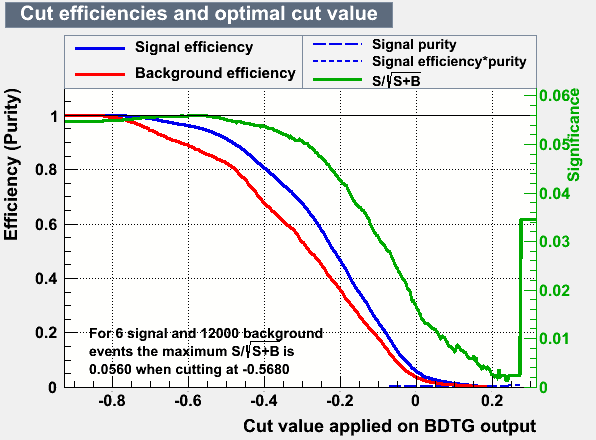 Cut efficiencies and optimal cut value
Signal efficiency
Background efficiency
Signal purity
Signal efficiency*purity
S/√S+B
Efficiency (Purity)
1
0.8
0.6
0.4
0.2
0
0.06
0.05
0.04
0.03
0.02
0.01
0
Significance
For 6 signal and 12000 background
events the maximum S/√S+B is
0.0560 when cutting at -0.5680
-0.8 -0.6 -0.4 -0.2 0 0.2
Cut value applied on BDTG output